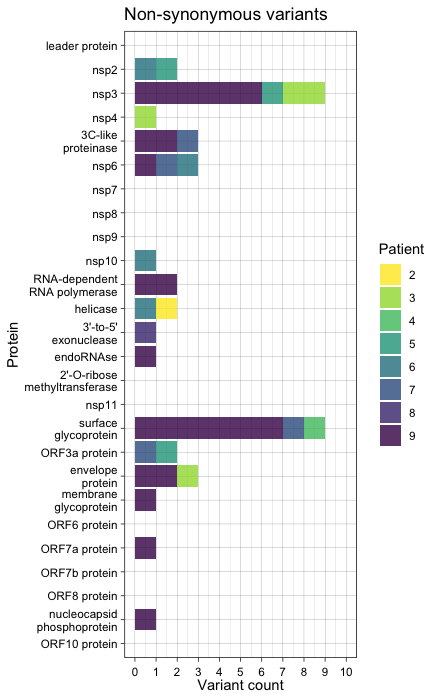 Non-synonymous variants
Protein
leader protein
nsp2
nsp3
nsp4
3C-like
proteinase
nsp6
nsp7
nsp8
nsp9
nsp10
RNA-dependent
RNA polymerase
helicase
3'-to-5'
exonuclease
endoRNAse
2'-O-ribose
methyltransferase
nsp11
surface
glycoprotein
ORF3a protein
envelope
protein
membrane
glycoprotein
ORF6 protein
ORF7a protein
ORF7b protein
ORF8 protein
nucleocapsid
phosphoprotein
ORF10 protein
0 1 2 3 4 5 6 7 8 9 10
Variant count
Patient
2
3
4
5
6
7
8
9